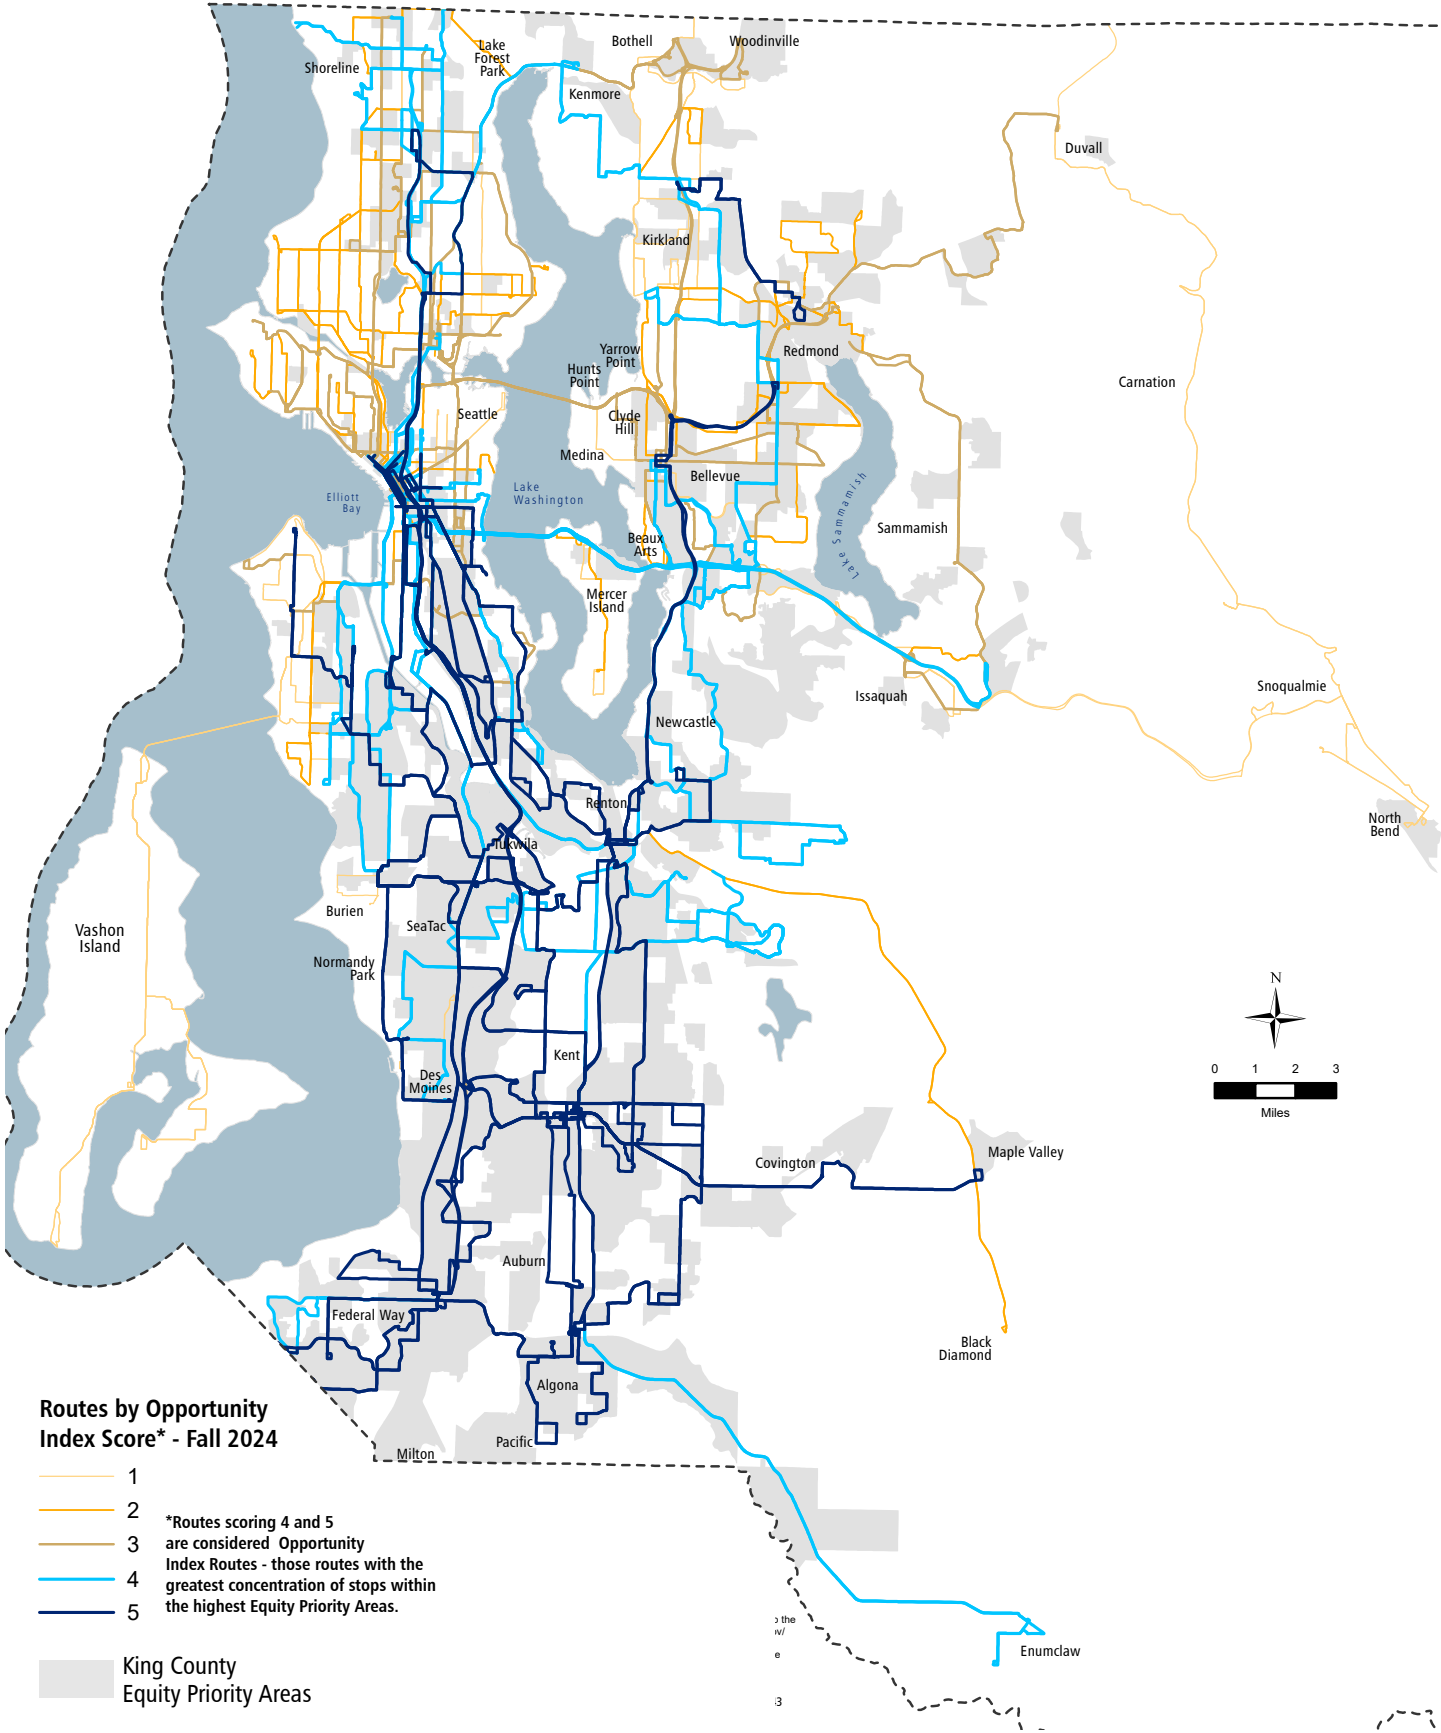 Lake
Forest
Park
Bothell
Woodinville
Shoreline
Kenmore
Duvall
Kirkland
Yarrow
Point
Redmond
Hunts
Point
Carnation
Seattle
Clyde
Hill
Medina
Bellevue
Lake
Washington
Elliott
Bay
Lake Sammamish
Sammamish
Beaux
Arts
Mercer
Island
Issaquah
Snoqualmie
Newcastle
Renton
North
Bend
Tukwila
Burien
SeaTac
Vashon
Island
Normandy
Park
N
Kent
Des
Moines
0 1 2 3
Miles
Covington
Maple Valley
Auburn
Federal Way
Black
Diamond
Algona
Pacific
Milton
Routes by Opportunity
Index Score* - Fall 2024
1
2
3
4
5
*Routes scoring 4 and 5
are considered Opportunity
Index Routes - those routes with the
greatest concentration of stops within
the highest Equity Priority Areas.
King County
Equity Priority Areas
the
Enumclaw